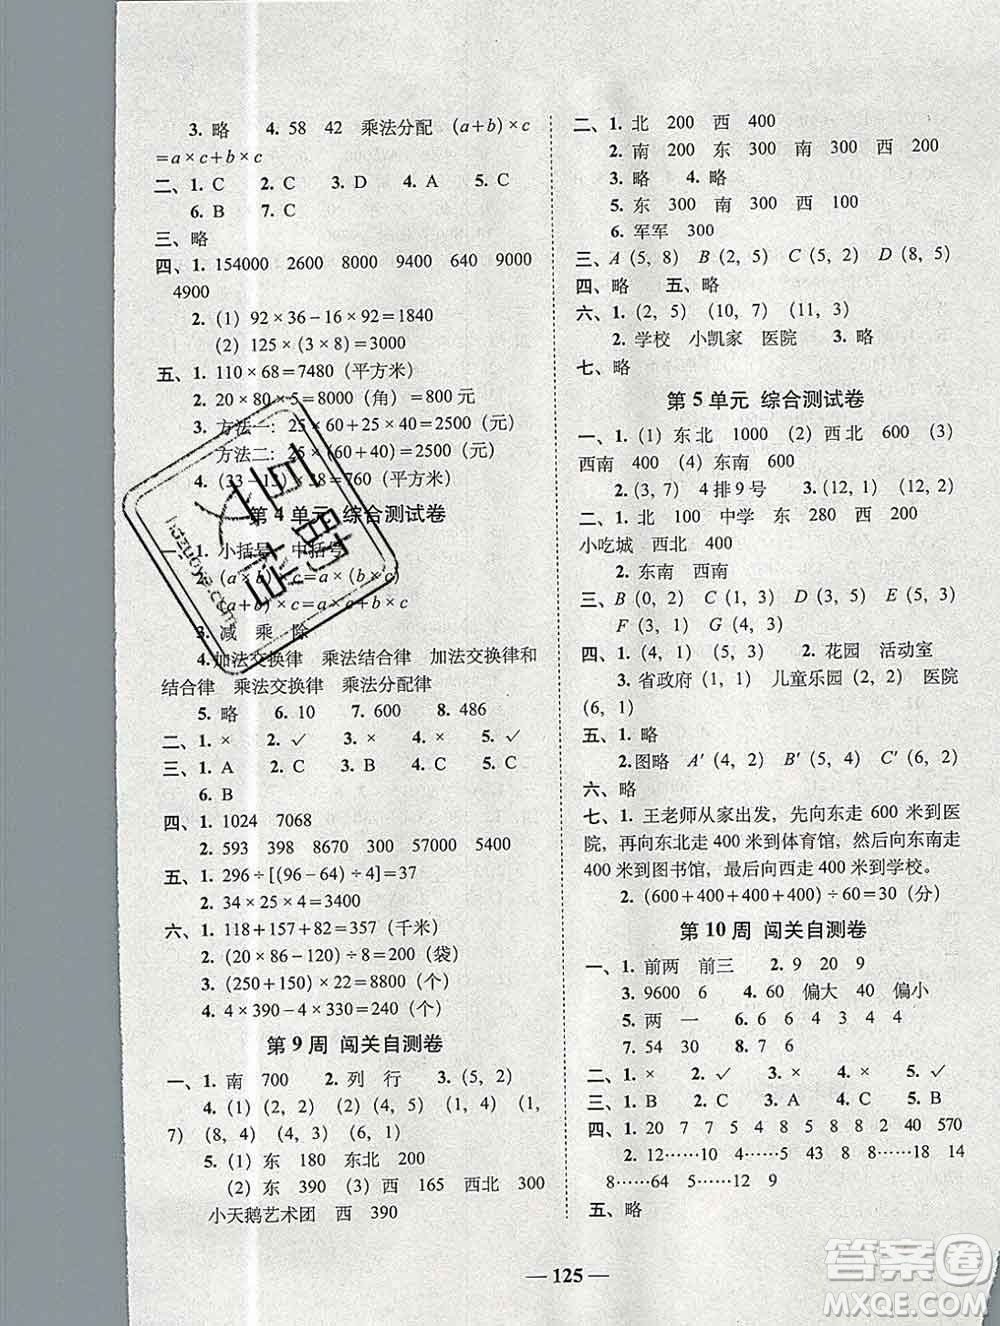 3. 略　4. 58　42　乘法分配　(a+b)×c
=a×c+b×c
二、1. C　2. C　3. D　4. A　5. C
6. B　7. C
三、略
四、1. 154000　2600　8000　9400　640　9000
4900
2. (1) 92×36-16×92=1840
(2) 125×(3×8)=3000
五、1. 110×68=7480（平方米）
2. 20×80×5=8000（角）=800 元
3. 方法一：25×60+25×40=2500（元）
方法二：25×(60+40)=2500（元）
4. (33-13)×38=760（平方米）
第 4 单元　综合测试卷
一、1. 小括号　中括号
(a×b)×c=a×(b×c)
(a+b)×c=a×c+b×c
3. 减　乘　除
4. 加法交换律　乘法结合律　加法交换律和
结合律　乘法交换律　乘法分配律
5. 略　6. 10　7. 600　8. 486
二、1. ×　2. ✓　3. ×　4. ×　5. ✓
三、1. A　2. C　3. B　4. A　5. C
6. B
四、1. 1024　7068
2. 593　398　8670　300　57000　5400
五、1. 296÷[(96-64)÷4]=37
2. 34×25×4=3400
六、1. 118+157+82=357（千米）
2. (20×86-120)÷8=200（袋）
3. (250+150)×22=8800（个）
4. 4×390-4×330=240（个）
第 9 周　闯关自测卷
一、1. 南　700　2. 列　行　3. (5, 2)
4. (1) (2, 2)　(2) (4, 5)　(1, 4)　(1,
7)　(8, 4)　(4, 3)　(6, 1)
5. (1) 东　180　东北　200
(2) 东　390　(3) 西　165　西北　300
小天鹅艺术团　西　390
二、1. 北　200　西　400
2. 南　200　东　300　南　300　西　200
3. 略　4. 略
5. 东　300　南　300　西　100
6. 军军　300
三、A (5, 8)　B (2, 2)　C (8, 2)　D (8, 5)
四、略　五、略
六、1. (2, 5)　(10, 7)　(11, 3)
2. 学校　小凯家　医院　3. 略
七、略
第 5 单元　综合测试卷
一、1. (1) 东北　1000　(2) 西北　600　(3)
西南　400　(4) 东南　600
2. (3, 7)　4 排 9 号　(12, 1)　(12, 2)
二、1. 北　100　中学　东　280　西　200
小吃城　西北　400
2. 东南　西南
三、B (0, 2)　C (3, 4)　D (5, 4)　E (5, 3)
F (3, 1)　G (4, 3)
四、1. (4, 1)　(5, 4)　2. 花园　活动室
3. 省政府 (1, 1)　儿童乐园 (2, 2)　医院
(6, 1)
五、1. 略
2. 图略　A′ (4, 2)　B′ (5, 4)　C′ (6, 2)
六、略
七、1. 王老师从家出发，先向东走 600 米到医
院，再向东北走 400 米到体育馆，然后向东南走
400 米到图书馆，最后向西走 400 米到学校。
2. (600+400+400+400)÷60=30（分）
第 10 周　闯关自测卷
一、1. 前两　前三　2. 9　20　9
3. 9600　6　4. 60　偏大　40　偏小
5. 两　一　6. 6　70　560
7. 54　30　8. 320
二、1. ×　2. ×　3. ×　4. ✓　5. ✓
三、1. B　2. C　3. A　4. C　5. B
四、1. 20　7　7　5　4　8　5　8　8　2　40　570
2. 12……10　4……5　5……20　14
8……64　5……12　9
五、略
— 125 —
答案圈
MXQE.COM